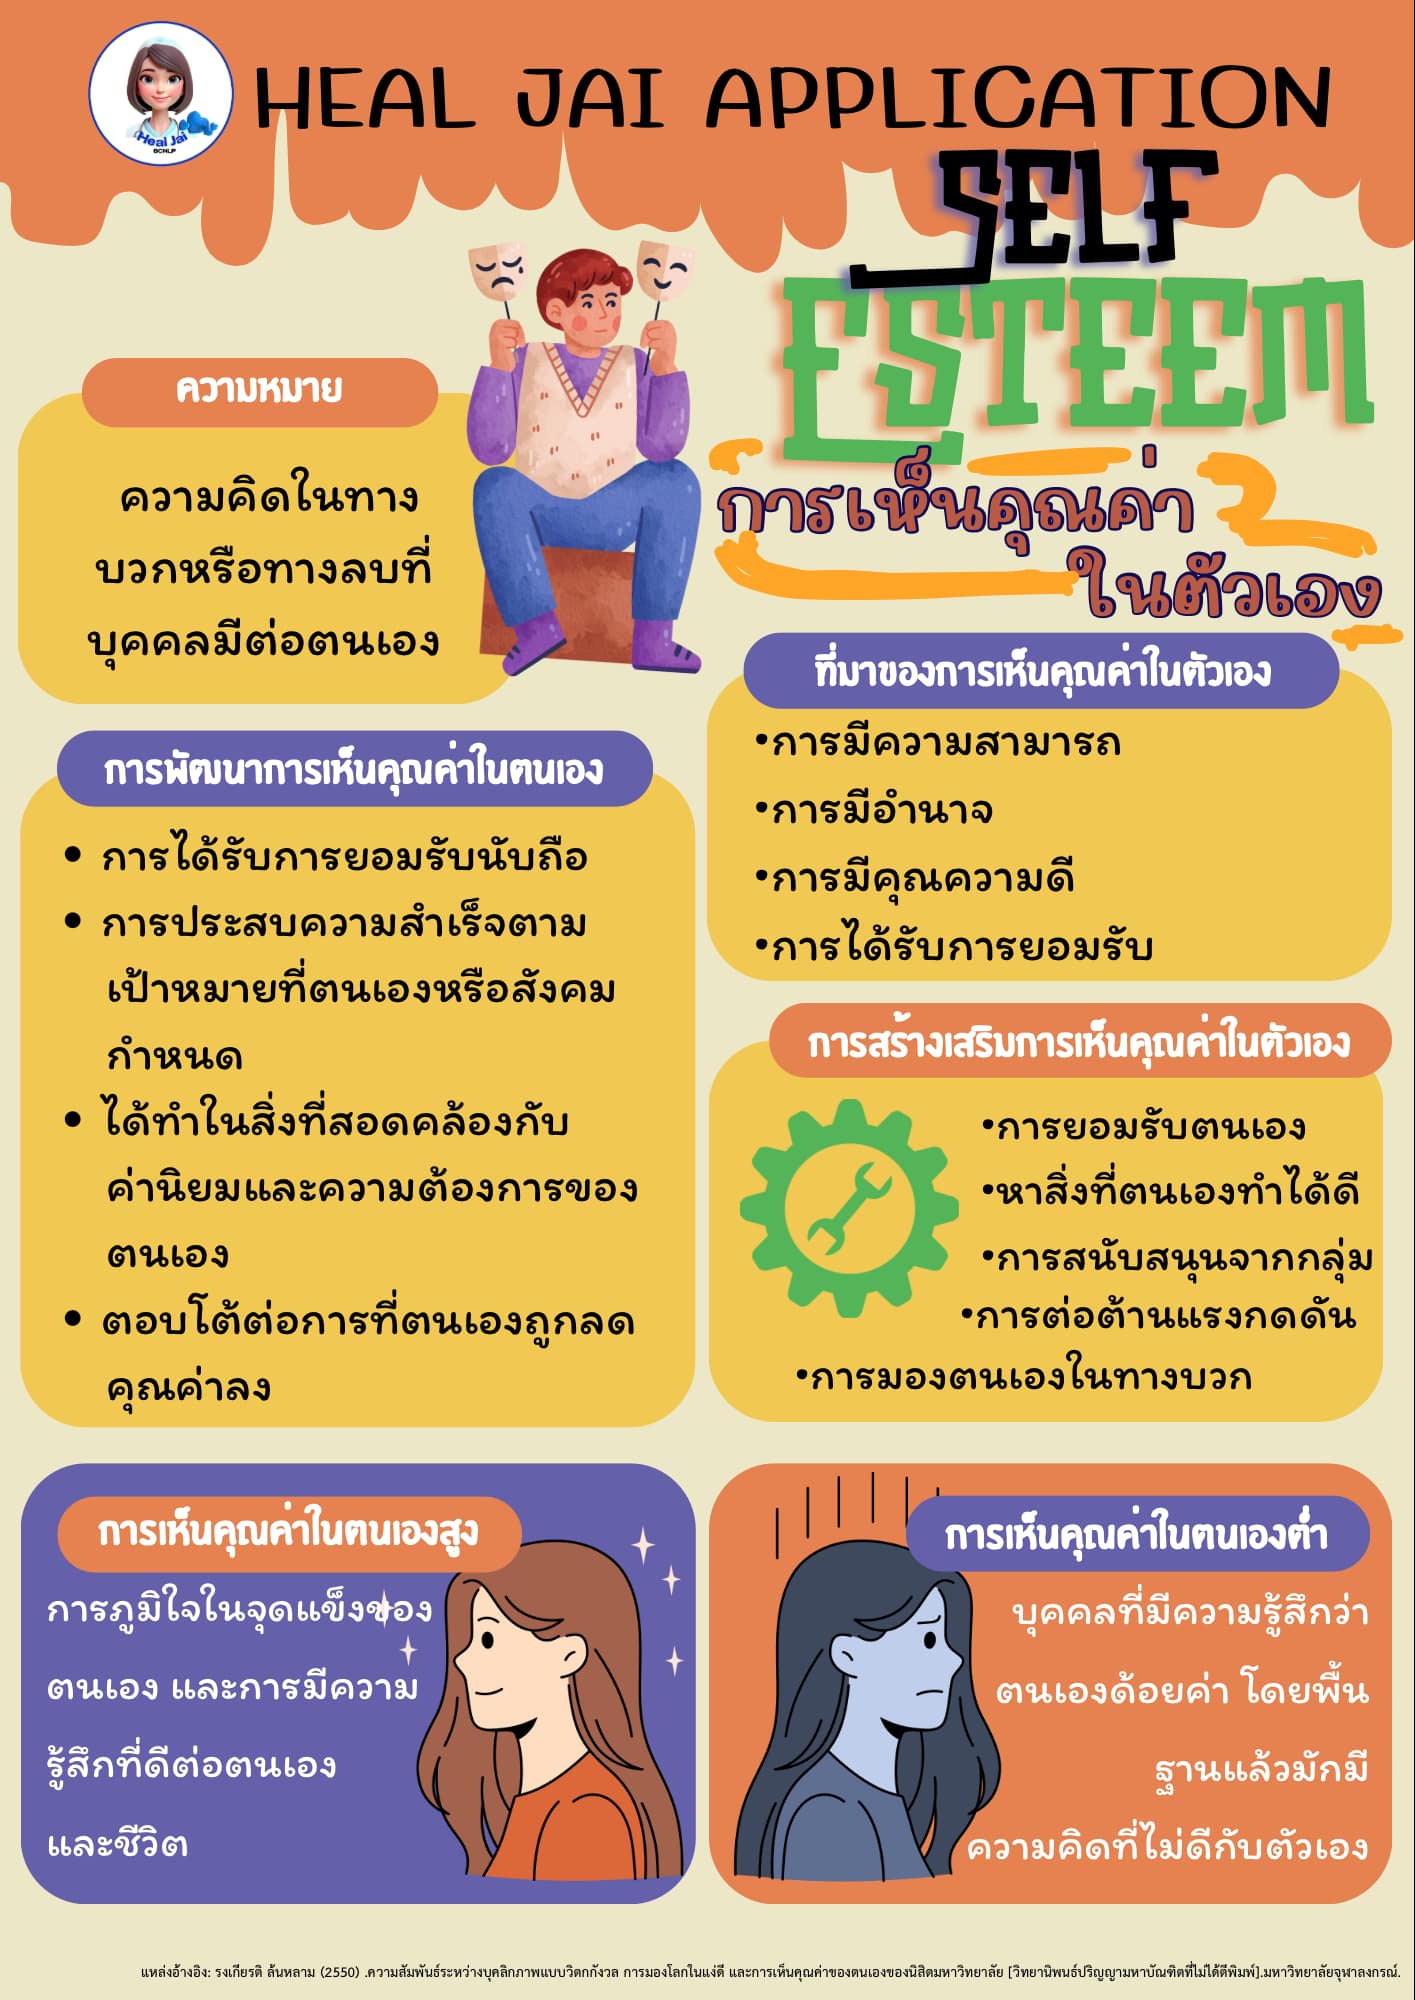 Heal Jai
BCNLP
HEAL JAI APPLICATION
SELF
ESTEEM
การเห็นคุณค่า
ในตัวเอง
ความหมาย
ความคิดในทาง
บวกหรือทางลบที่
บุคคลมีต่อตนเอง
ที่มาของการเห็นคุณค่าในตัวเอง
•การมีความสามารถ
•การมีอำนาจ
•การมีคุณความดี
•การได้รับการยอมรับ
การพัฒนาการเห็นคุณค่าในตนเอง
• การได้รับการยอมรับนับถือ
• การประสบความสำเร็จตาม
เป้าหมายที่ตนเองหรือสังคม
กำหนด
• ได้ทำในสิ่งที่สอดคล้องกับ
ค่านิยมและความต้องการของ
ตนเอง
• ตอบโต้ต่อการที่ตนเองถูกลด
คุณค่าลง
การสร้างเสริมการเห็นคุณค่าในตัวเอง
•การยอมรับตนเอง
•หาสิ่งที่ตนเองทำได้ดี
•การสนับสนุนจากกลุ่ม
•การต่อต้านแรงกดดัน
•การมองตนเองในทางบวก
การเห็นคุณค่าในตนเองสูง
การภูมิใจในจุดแข็งของ
ตนเอง และการมีความ
รู้สึกที่ดีต่อตนเอง
และชีวิต
การเห็นคุณค่าในตนเองต่ำ
บุคคลที่มีความรู้สึกว่า
ตนเองด้อยค่า โดยพื้น
ฐานแล้วมักมี
ความคิดที่ไม่ดีกับตัวเอง
แหล่งอ้างอิง: รงเกียรติ ล้นหลาม (2550) .ความสัมพันธ์ระหว่างบุคลิกภาพแบบวิตกกังวล การมองโลกในแง่ดี และการเห็นคุณค่าของตนเองของนิสิตมหาวิทยาลัย [วิทยานิพนธ์ปริญญามหาบัณฑิตที่ไม่ได้ตีพิมพ์].มหาวิทยาลัยจุฬาลงกรณ์.